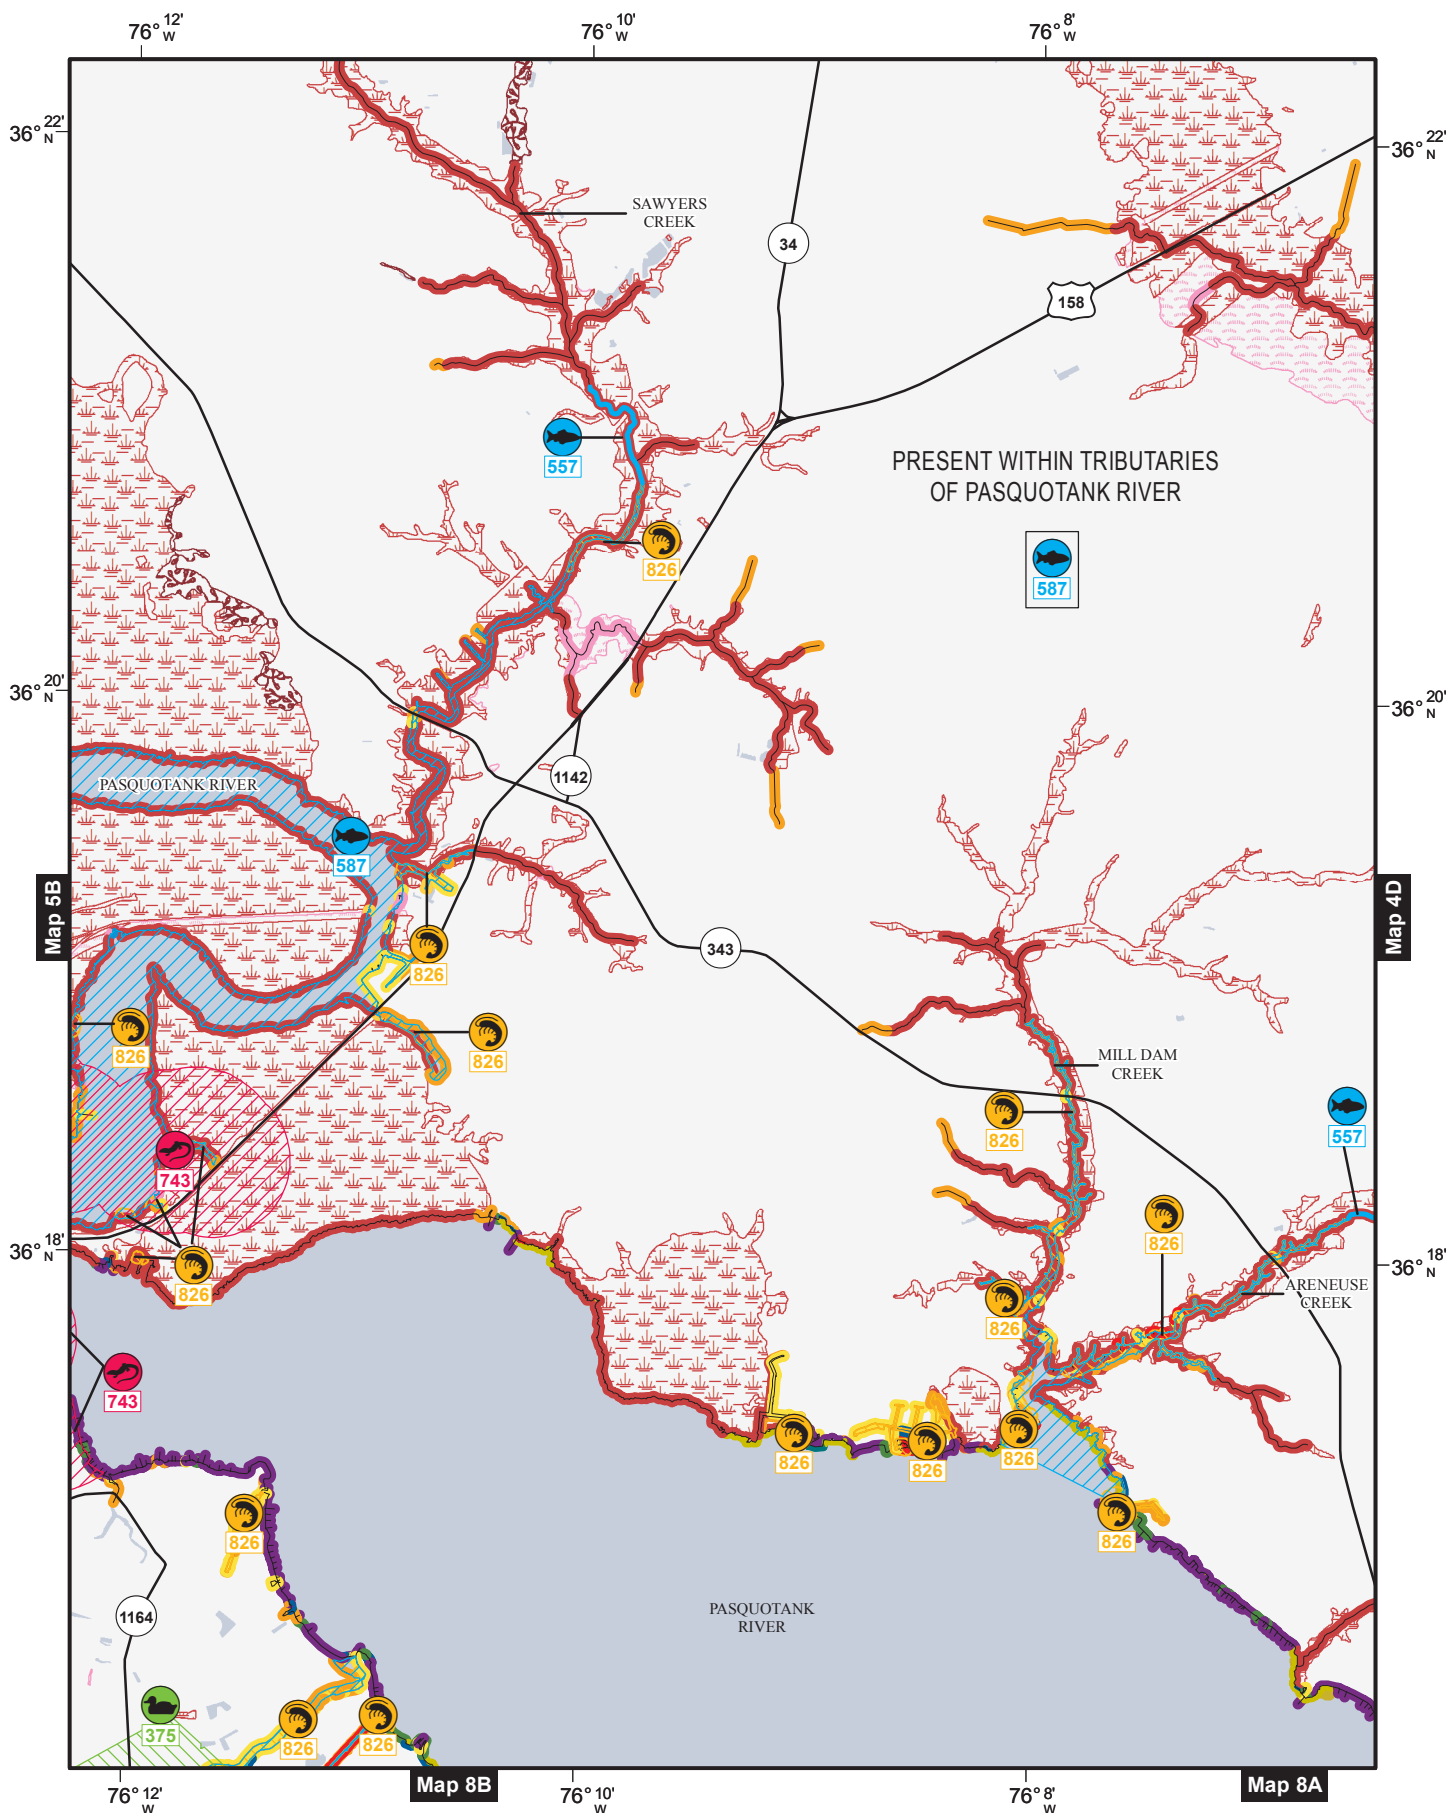 76° 12' W
76° 10' W
76° 8' W
36° 22' N
36° 22' N
SAWYERS
CREEK
34
158
557
PRESENT WITHIN TRIBUTARIES
OF PASQUOTANK RIVER
826
587
36° 20' N
36° 20' N
1142
PASQUOTANK RIVER
587
Map 5B
Map 4D
343
826
826
826
MILL DAM
CREEK
826
557
743
826
36° 18' N
36° 18' N
826
ARENEUSE
CREEK
826
743
826
826
826
826
826
PASQUOTANK
RIVER
1164
375
826
826
Map 8B
Map 8A
76° 12' W
76° 10' W
76° 8' W